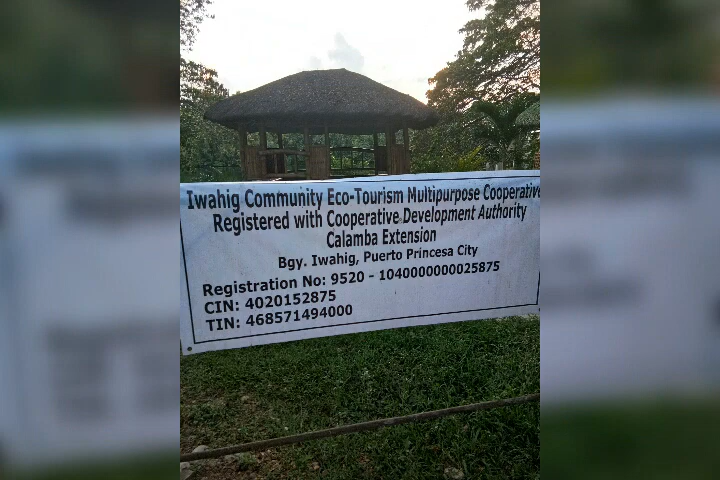 Iwahig Community Eco-Tourism Multipurpose Cooperative
Registered with Cooperative Development Authority
Calamba Extension
Bgy. Iwahig, Puerto Princesa City
Registration No: 9520 - 1040000000025875
CIN: 4020152875
TIN: 468571494000